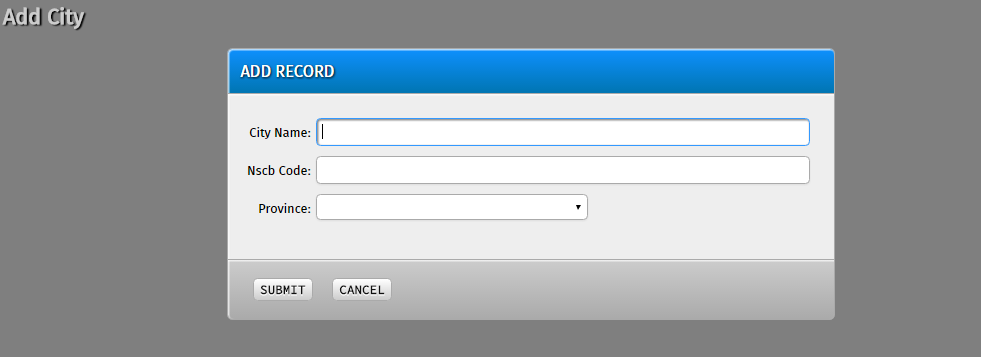 Add City
ADD RECORD
City Name:
Nscb Code:
Province:
SUBMIT CANCEL